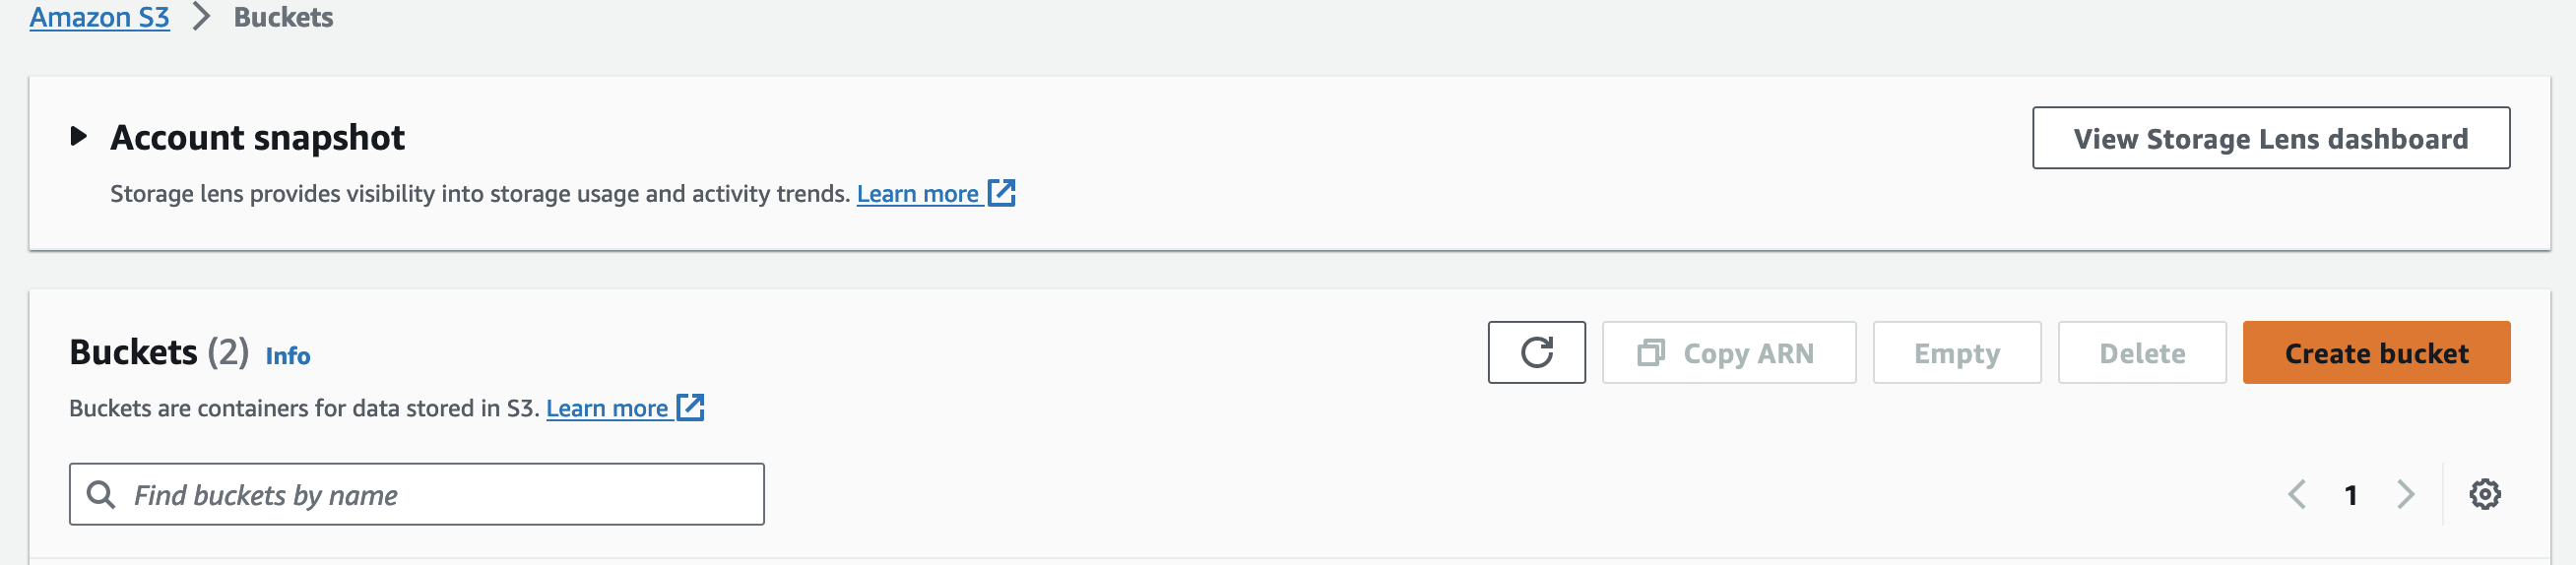 Amazon S3 > Buckets
Account snapshot
View Storage Lens dashboard
Storage lens provides visibility into storage usage and activity trends. Learn more
Buckets (2) Info
Copy ARN
Empty
Delete
Create bucket
Buckets are containers for data stored in S3. Learn more
Find buckets by name
1